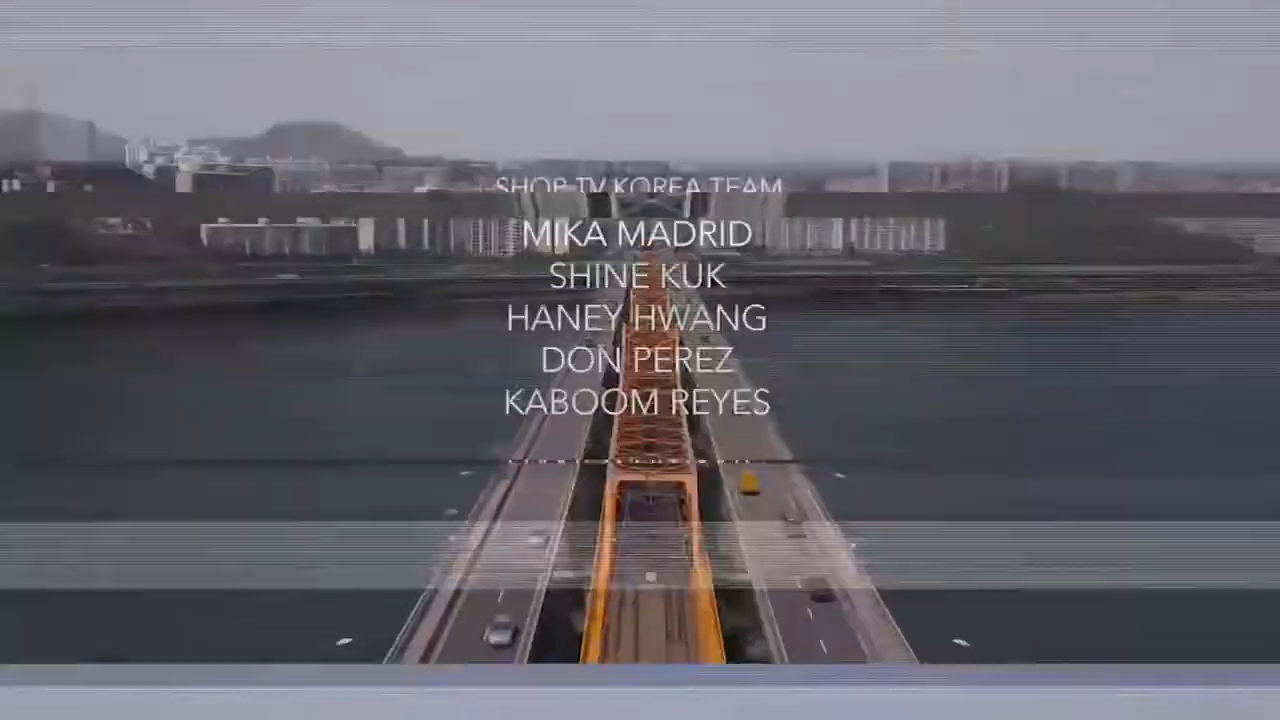 SHOP TV KOREA TEAM
MIKA MADRID
SHINE KUK
HANEY HWANG
DON PEREZ
KABOOM REYES